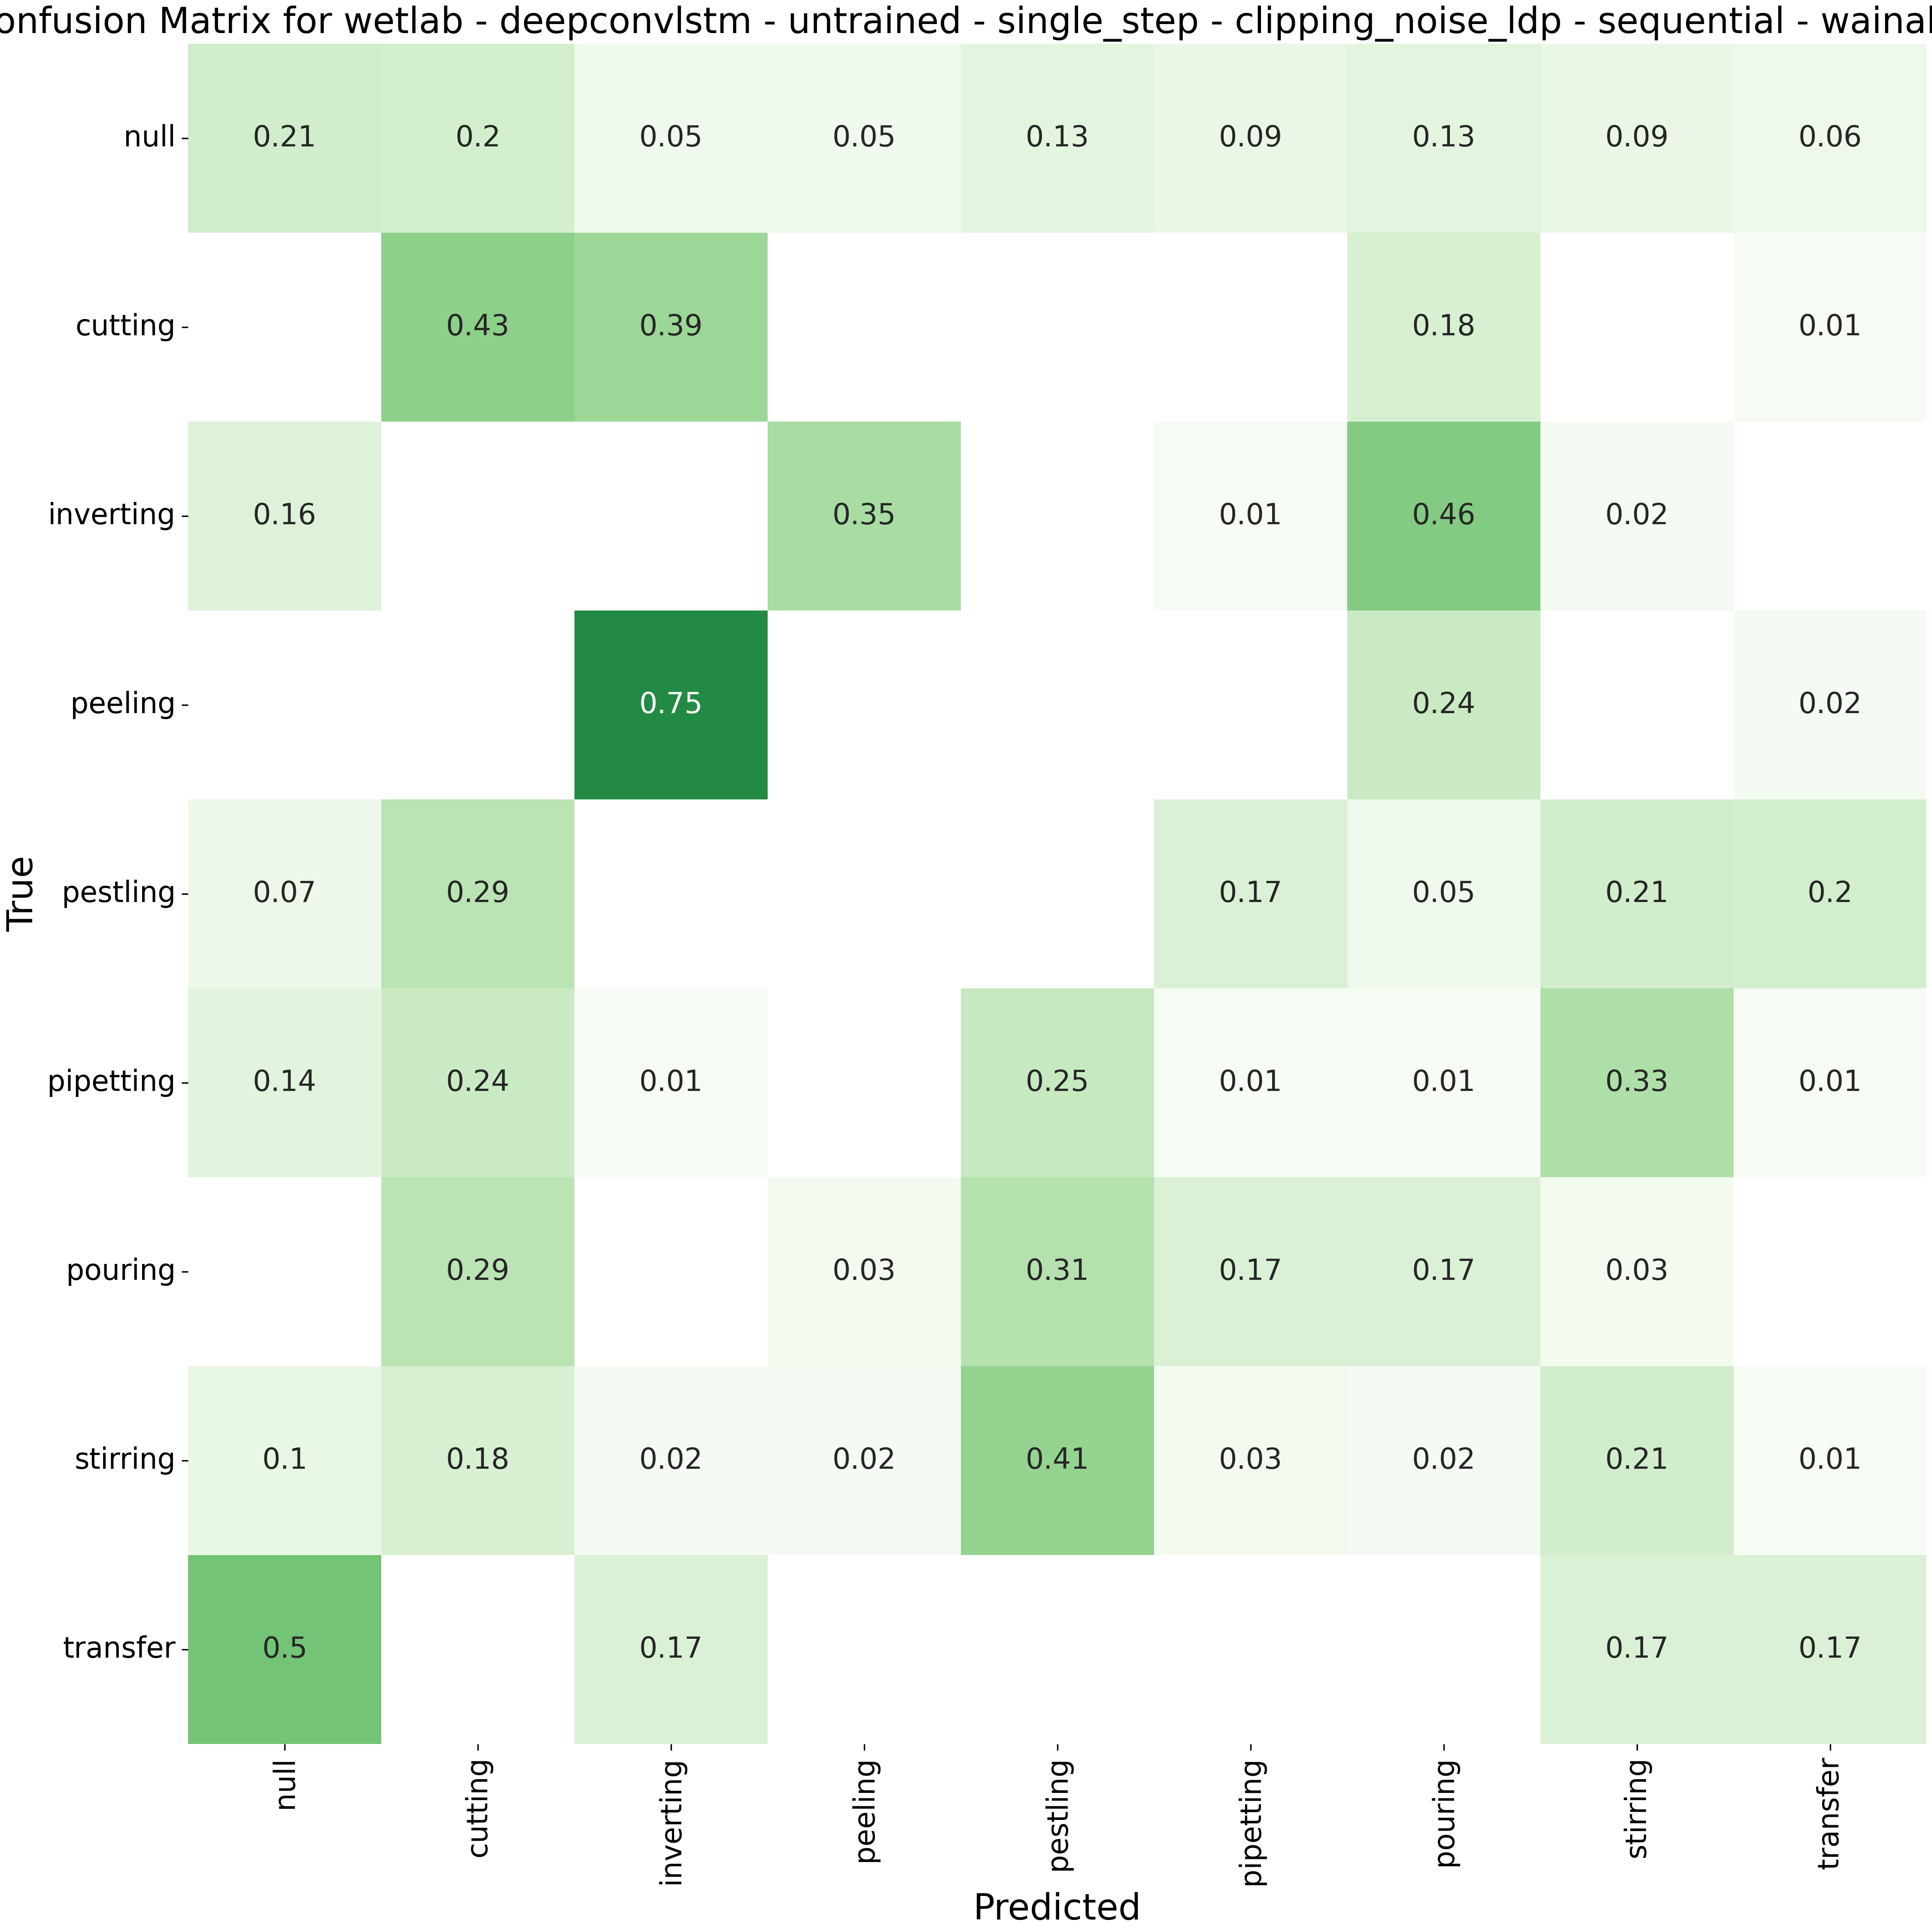 onfusion Matrix for wetlab - deepconvlstm - untrained - single_step - clipping_noise_ldp - sequential - wainal
null 0.21 0.2 0.05 0.05 0.13 0.09 0.13 0.09 0.06
cutting 0.43 0.39 0.18 0.01
inverting 0.16 0.35 0.01 0.46 0.02
peeling 0.75 0.24 0.02
pestling 0.07 0.29 0.17 0.05 0.21 0.2
pipetting 0.14 0.24 0.01 0.25 0.01 0.01 0.33 0.01
pouring 0.29 0.03 0.31 0.17 0.17 0.03
stirring 0.1 0.18 0.02 0.02 0.41 0.03 0.02 0.21 0.01
transfer 0.5 0.17 0.17 0.17
True
null cutting inverting peeling pestling pipetting pouring stirring transfer
Predicted